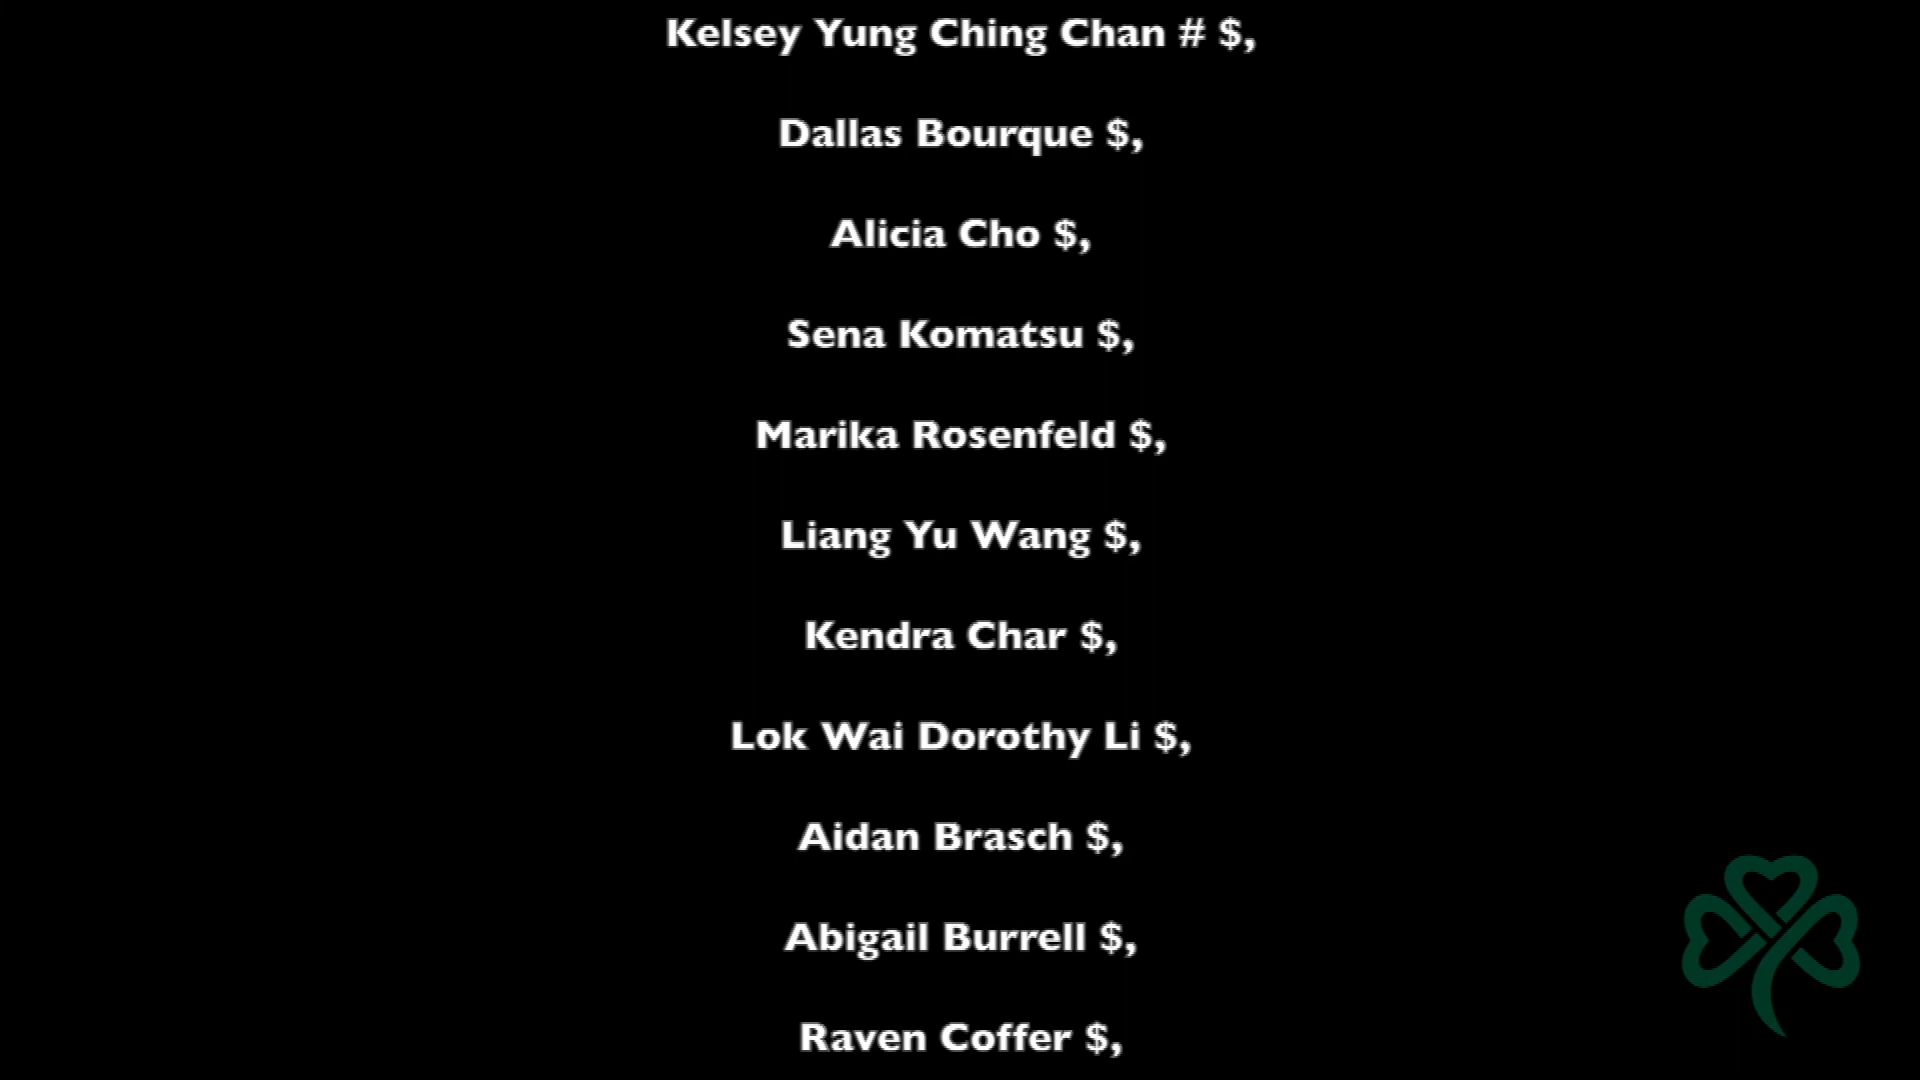 Kelsey Yung Ching Chan # $,
Dallas Bourque $,
Alicia Cho $,
Sena Komatsu $,
Marika Rosenfeld $,
Liang Yu Wang $,
Kendra Char $,
Lok Wai Dorothy Li $,
Aidan Brasch $,
Abigail Burrell $,
Raven Coffer $,